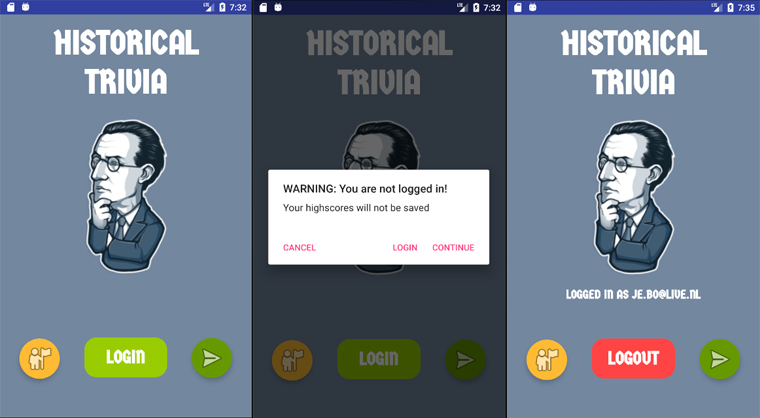 7:32
HISTORICAL
TRIVIA
LOGIN
7:32
HISTORICAL
TRIVIA
WARNING: You are not logged in!
Your highscores will not be saved
CANCEL LOGIN CONTINUE
LOGIN
7:35
HISTORICAL
TRIVIA
LOGGED IN AS JE.BO@LIVE.NL
LOGOUT